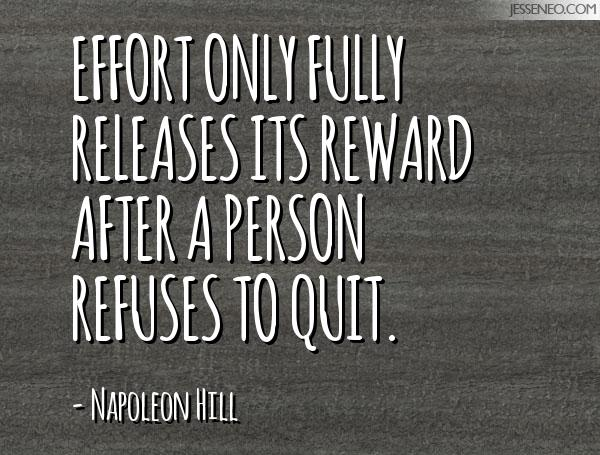 JESSENEO.COM
EFFORT ONLY FULLY
RELEASES ITS REWARD
AFTER A PERSON
REFUSES TO QUIT.
- NAPOLEON HILL